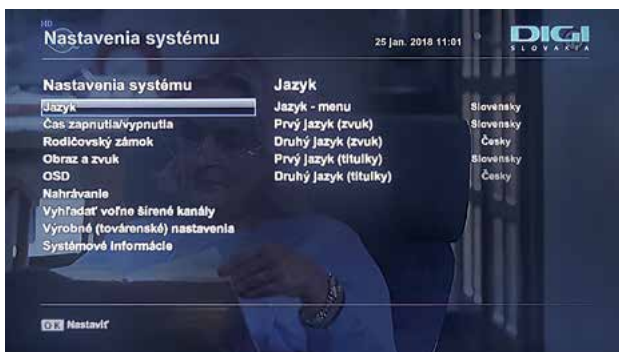 HD
Nastavenia systému
25 jan. 2018 11:01
DIGI
SLOVAKIA
Nastavenia systému
Jazyk
Čas zapnutia/vypnutia
Rodičovský zámok
Obraz a zvuk
OSD
Nahrávanie
Vyhľadať voľne šírené kanály
Výrobné (továrenské) nastavenia
Systémové informácie
Jazyk
Jazyk - menu Slovensky
Prvý jazyk (zvuk) Slovensky
Druhý jazyk (zvuk) Česky
Prvý jazyk (titulky) Slovensky
Druhý jazyk (titulky) Česky
OK Nastaviť